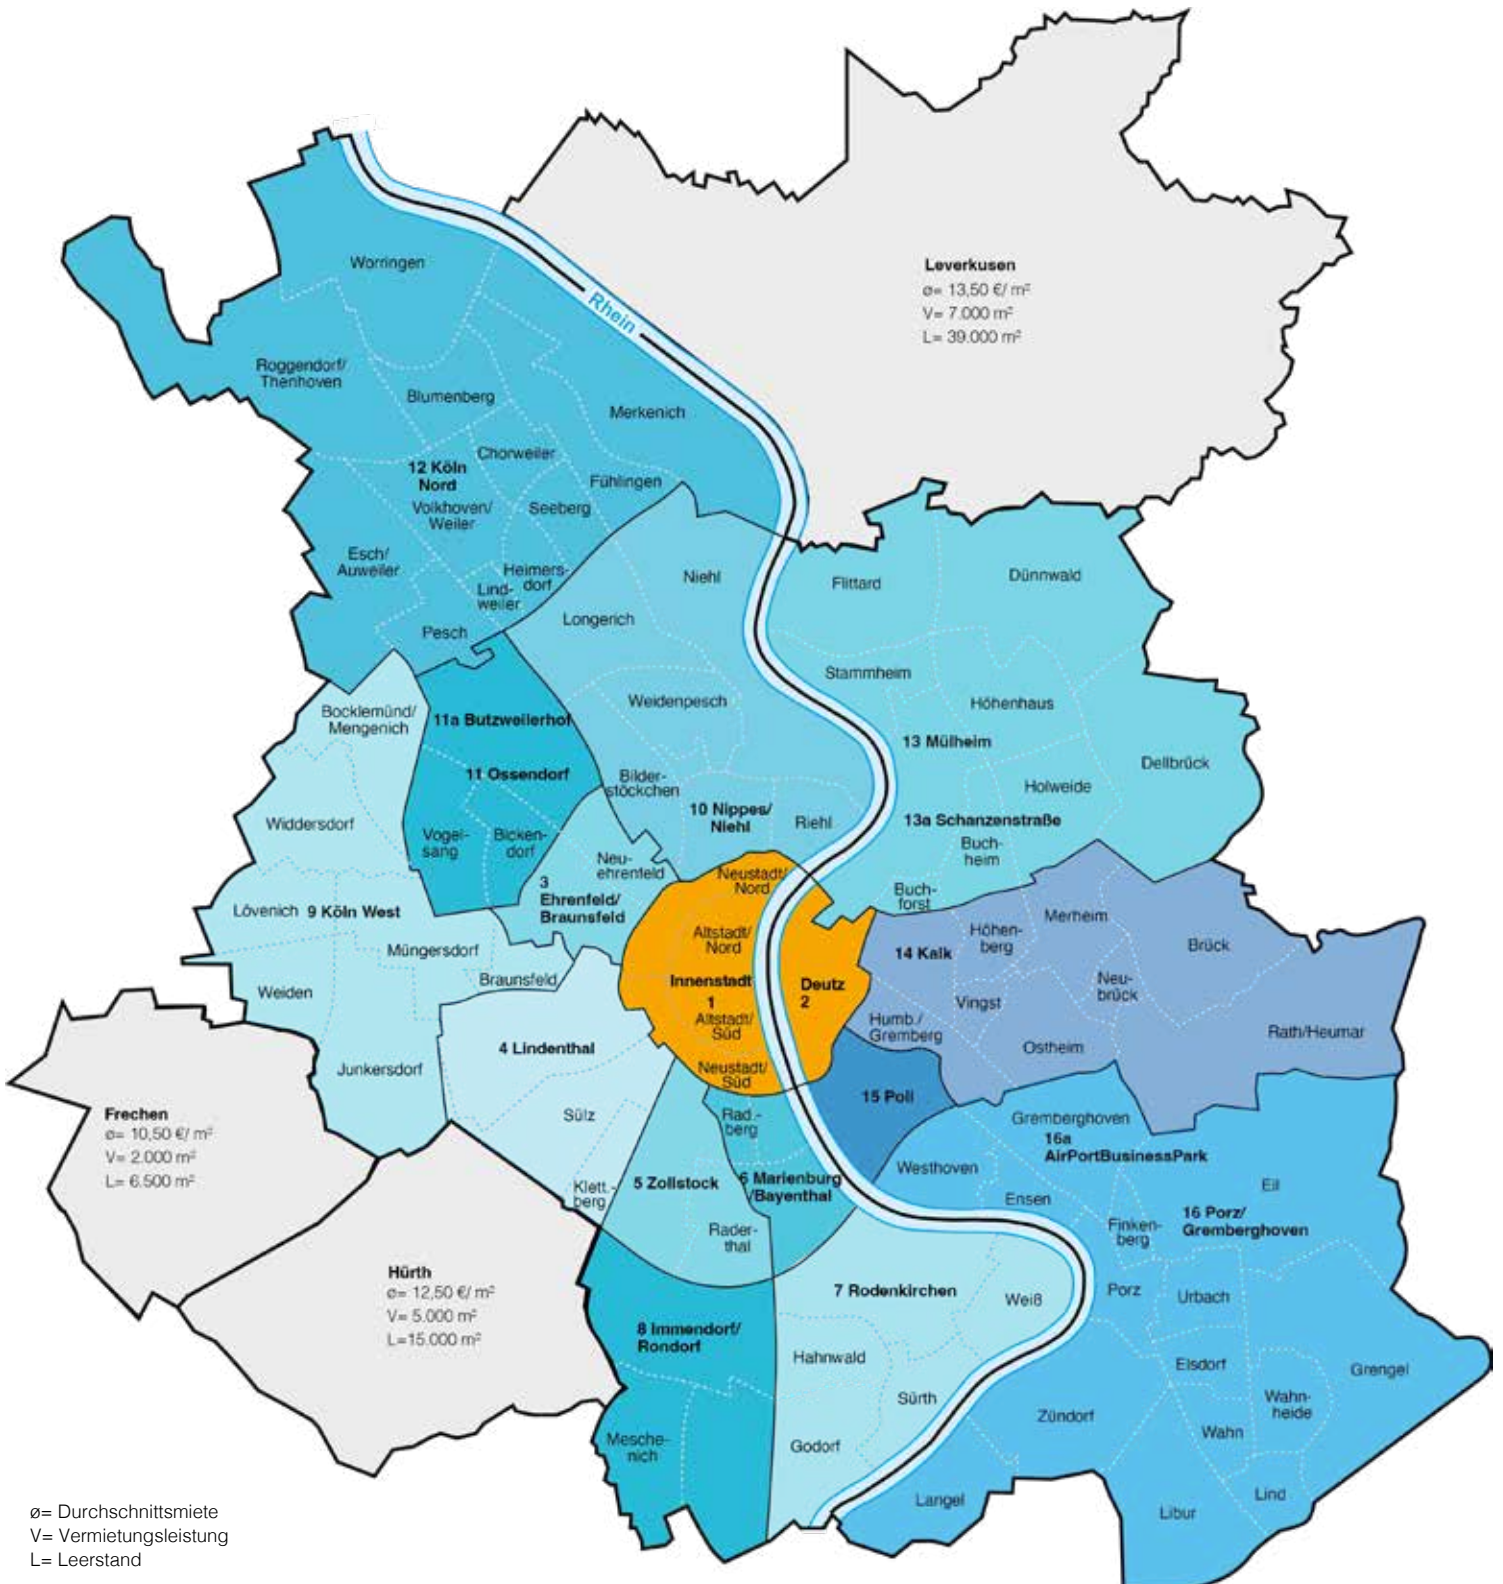 Rhein
Leverkusen
ø= 13,50 €/ m²
V= 7.000 m²
L= 39.000 m²
Worringen
Roggendorf/
Thenhoven
Blumenberg
Merkenich
Chorweiler
12 Köln
Nord
Volkhoven/
Weiler
Fühlingen
Seeberg
Esch/
Auweiler
Heimers-
dorf
Lind-
weiler
Pesch
Niehl
Longerich
Flittard
Dünnwald
Stammheim
Weidenpesch
Höhenhaus
Bocklemünd/
Mengenich
11a Butzweilerhof
13 Mülheim
Dellbrück
11 Ossendorf
Bilder-
stöckchen
Holweide
10 Nippes/
Niehl
Riehl
13a Schanzenstraße
Widdersdorf
Vogel-
sang
Bicken-
dorf
Buch-
heim
Neu-
ehrenfeld
3
Ehrenfeld/
Braunsfeld
Neustadt/
Nord
Buch-
forst
Lövenich
9 Köln West
Altstadt/
Nord
Höhen-
berg
Merheim
Brück
Müngersdorf
14 Kalk
Braunsfeld
Innenstadt
1
Altstadt/
Süd
Deutz
2
Neu-
brück
Weiden
Vingst
Humb./
Gremberg
Rath/Heumar
4 Lindenthal
Ostheim
Junkersdorf
Neustadt/
Süd
15 Poll
Frechen
ø= 10,50 €/ m²
V= 2.000 m²
L= 6.500 m²
Sülz
Rad.-
berg
Gremberghoven
16a
AirPortBusinessPark
Westhoven
Klett.-
berg
5 Zollstock
6 Marienburg
/Bayenthal
Ensen
Eil
Rader-
thal
Finken-
berg
16 Porz/
Gremberghoven
Hürth
ø= 12,50 €/ m²
V= 5.000 m²
L=15.000 m²
7 Rodenkirchen
Weiß
Porz
Urbach
8 Immendorf/
Rondorf
Hahnwald
Elsdorf
Grengel
Sürth
Wahn-
heide
Zündorf
Wahn
Godorf
Mesche-
nich
Langel
Lind
Libur
ø= Durchschnittsmiete
V= Vermietungsleistung
L= Leerstand